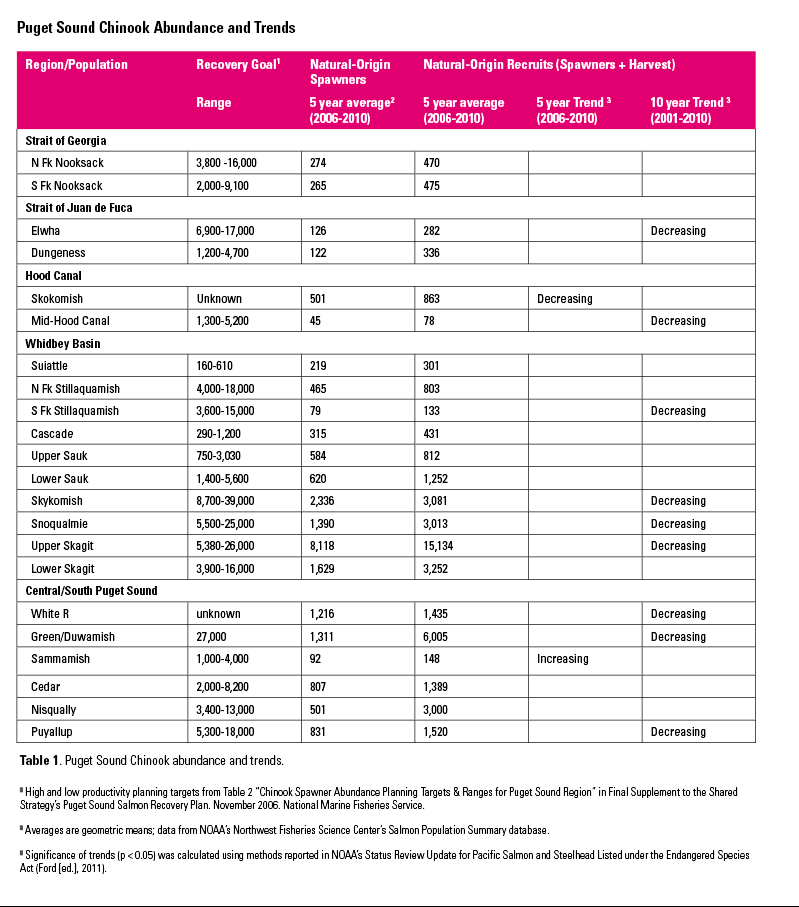 Puget Sound Chinook Abundance and Trends
Region/Population Recovery Goal¹ Natural-Origin Spawners Natural-Origin Recruits (Spawners + Harvest)
Range 5 year average² (2006-2010) 5 year average (2006-2010) 5 year Trend ³ (2006-2010) 10 year Trend ³ (2001-2010)
Strait of Georgia
N Fk Nooksack 3,800 -16,000 274 470
S Fk Nooksack 2,000-9,100 265 475
Strait of Juan de Fuca
Elwha 6,900-17,000 126 282 Decreasing
Dungeness 1,200-4,700 122 336
Hood Canal
Skokomish Unknown 501 863 Decreasing
Mid-Hood Canal 1,300-5,200 45 78 Decreasing
Whidbey Basin
Suiattle 160-610 219 301
N Fk Stillaquamish 4,000-18,000 465 803
S Fk Stillaquamish 3,600-15,000 79 133 Decreasing
Cascade 290-1,200 315 431
Upper Sauk 750-3,030 584 812
Lower Sauk 1,400-5,600 620 1,252
Skykomish 8,700-39,000 2,336 3,081 Decreasing
Snoqualmie 5,500-25,000 1,390 3,013 Decreasing
Upper Skagit 5,380-26,000 8,118 15,134 Decreasing
Lower Skagit 3,900-16,000 1,629 3,252
Central/South Puget Sound
White R unknown 1,216 1,435 Decreasing
Green/Duwamish 27,000 1,311 6,005 Decreasing
Sammamish 1,000-4,000 92 148 Increasing
Cedar 2,000-8,200 807 1,389
Nisqually 3,400-13,000 501 3,000
Puyallup 5,300-18,000 831 1,520 Decreasing
Table 1. Puget Sound Chinook abundance and trends.
High and low productivity planning targets from Table 2 "Chinook Spawner Abundance Planning Targets & Ranges for Puget Sound Region" in Final Supplement to the Shared
Strategy's Puget Sound Salmon Recovery Plan. November 2006. National Marine Fisheries Service.
Averages are geometric means; data from NOAA's Northwest Fisheries Science Center's Salmon Population Summary database.
Significance of trends (p < 0.05) was calculated using methods reported in NOAA's Status Review Update for Pacific Salmon and Steelhead Listed under the Endangered Species
Act (Ford [ed.], 2011).